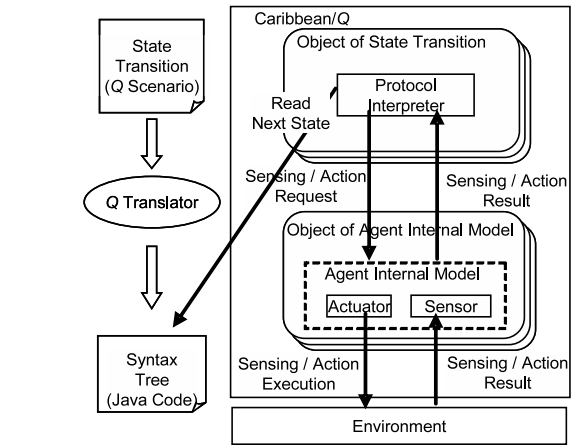 State
Transition
(Q Scenario)
Q Translator
Syntax
Tree
(Java Code)
Caribbean/Q
Object of State Transition
Protocol
Interpreter
Read
Next State
Sensing / Action
Request
Sensing / Action
Result
Object of Agent Internal Model
Agent Internal Model
Actuator
Sensor
Sensing / Action
Execution
Sensing / Action
Result
Environment